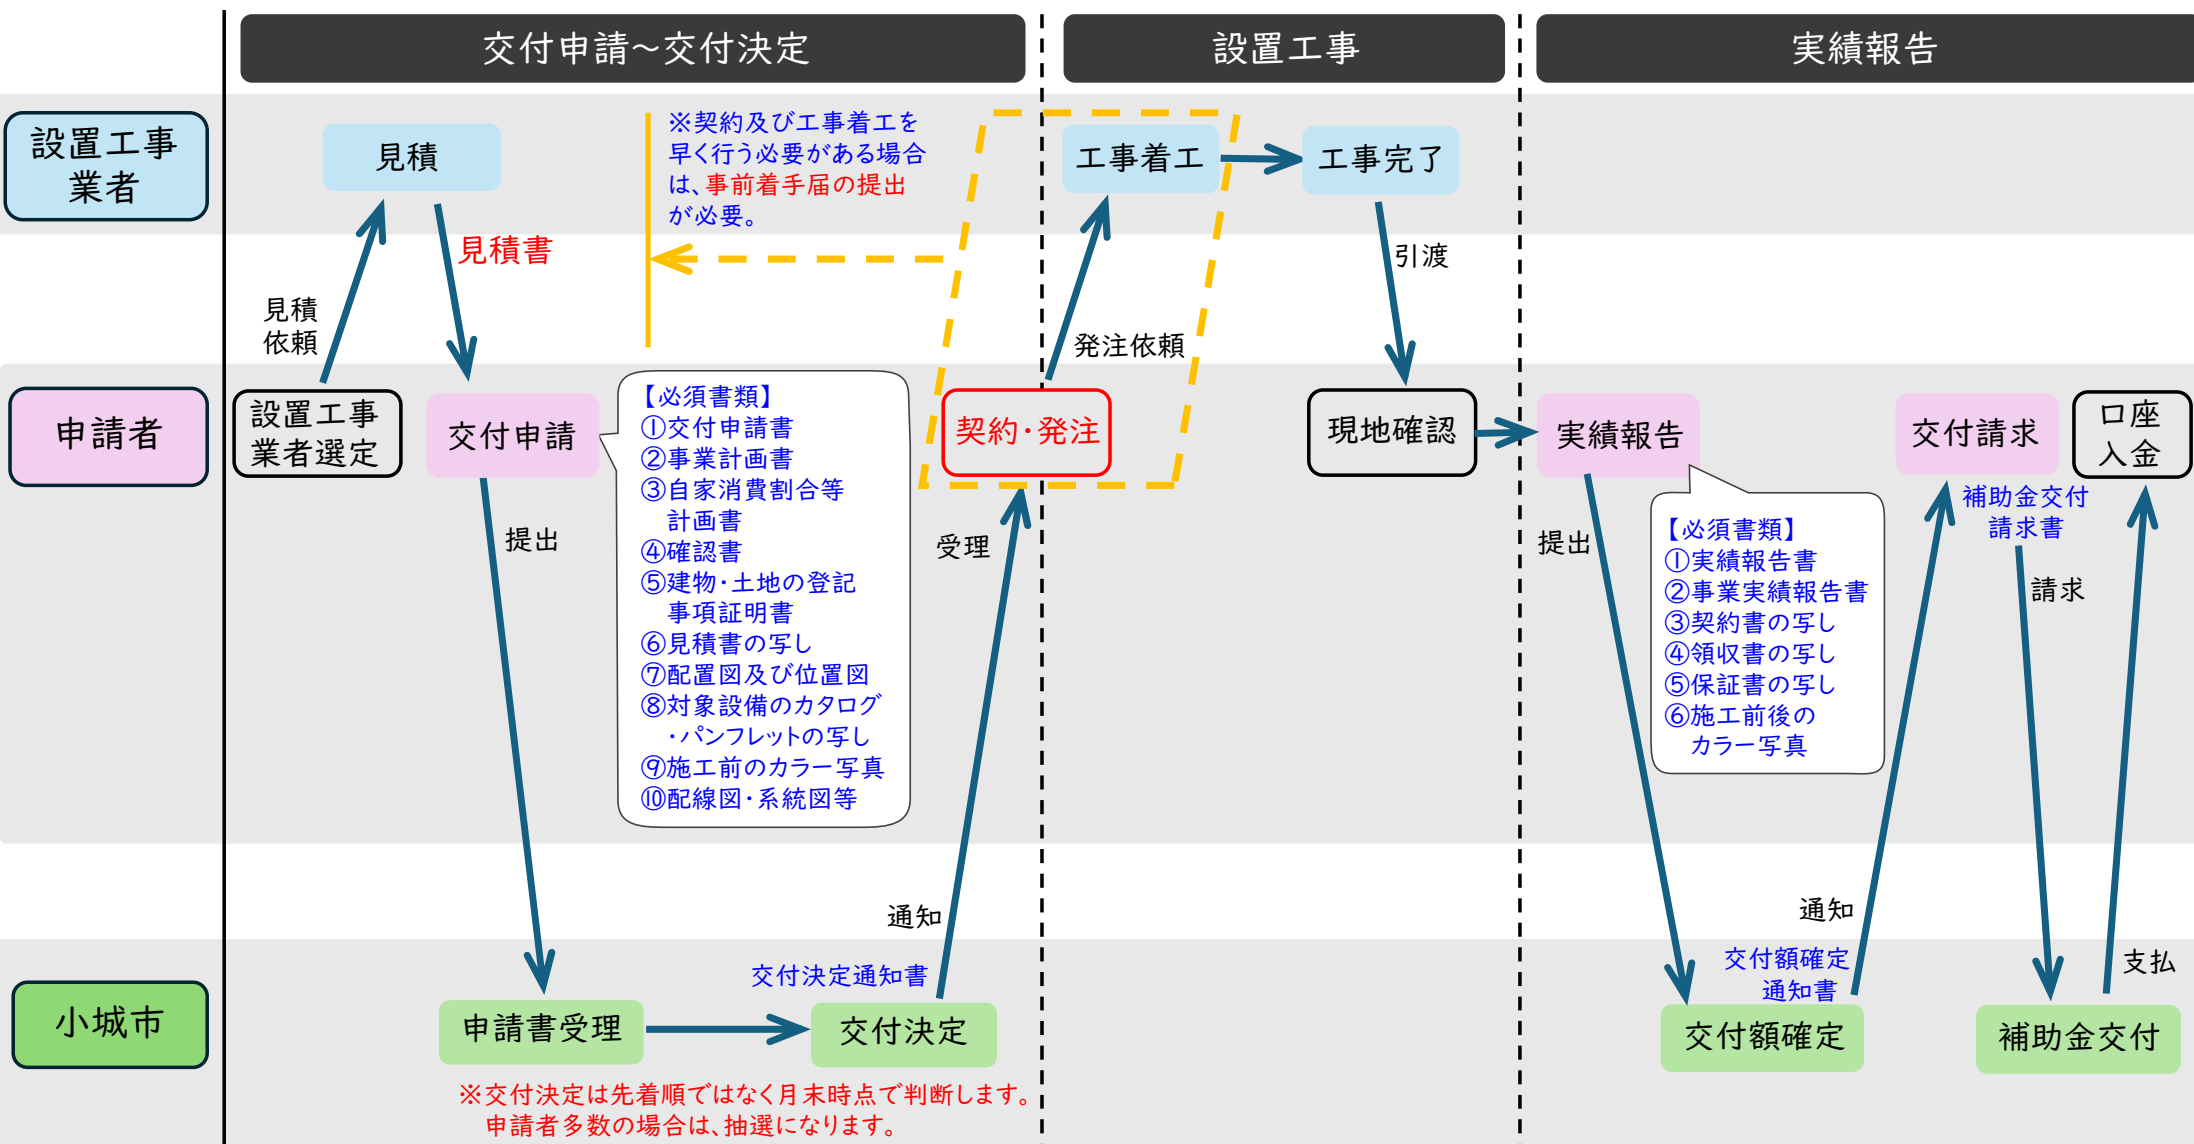 交付申請～交付決定
設置工事
実績報告
設置工事
業者
見積
※契約及び工事着工を
早く行う必要がある場合
は、事前着手届の提出
が必要。
工事着工
工事完了
見積書
引渡
見積
依頼
発注依頼
申請者
設置工事
業者選定
交付申請
【必須書類】
①交付申請書
②事業計画書
③自家消費割合等
計画書
④確認書
⑤建物・土地の登記
事項証明書
⑥見積書の写し
⑦配置図及び位置図
⑧対象設備のカタログ
・パンフレットの写し
⑨施工前のカラー写真
⑩配線図・系統図等
契約・発注
現地確認
実績報告
交付請求
口座
入金
提出
受理
提出
【必須書類】
①実績報告書
②事業実績報告書
③契約書の写し
④領収書の写し
⑤保証書の写し
⑥施工前後の
カラー写真
補助金交付
請求書
請求
通知
通知
小城市
申請書受理
交付決定通知書
交付決定
交付額確定
通知書
交付額確定
支払
補助金交付
※交付決定は先着順ではなく月末時点で判断します。
申請者多数の場合は、抽選になります。